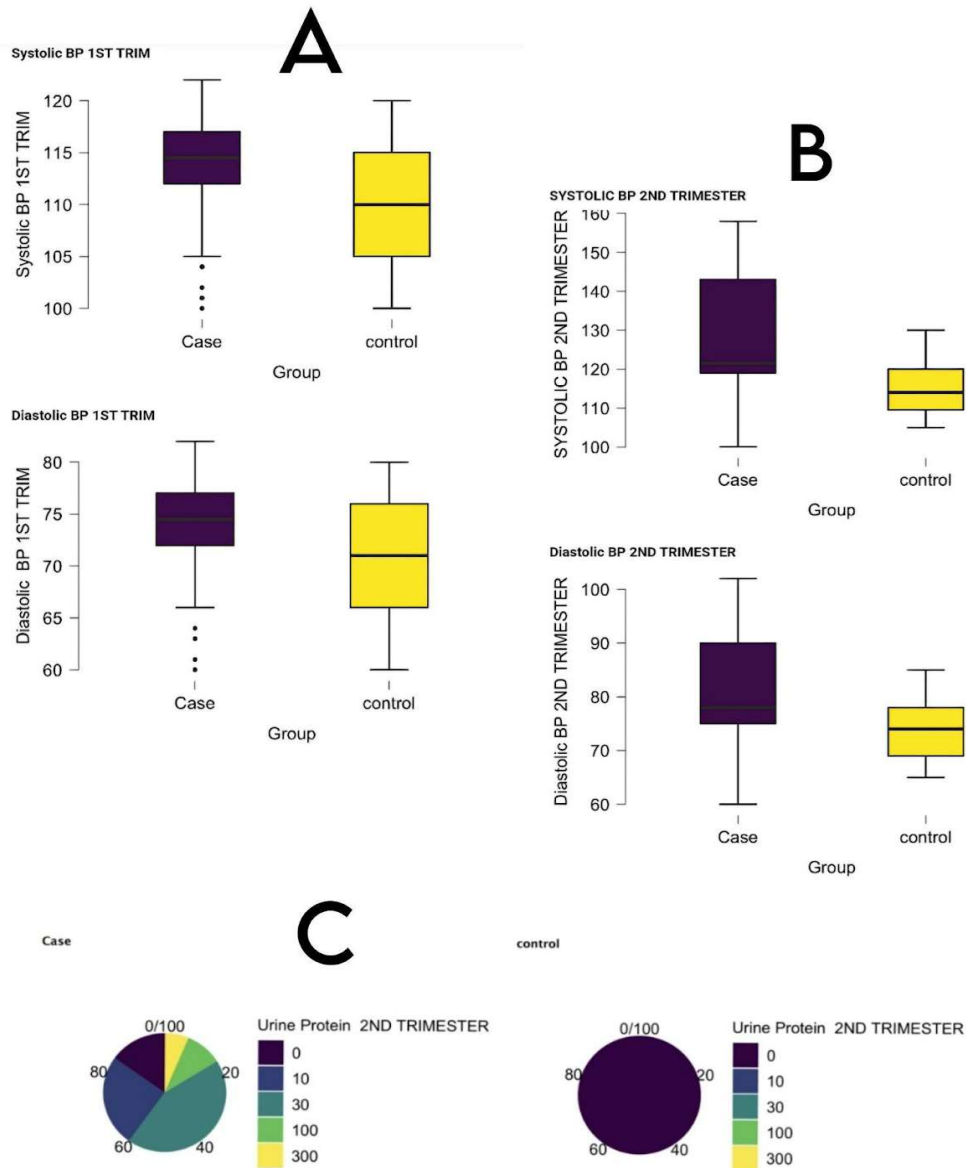 A
Systolic BP 1ST TRIM
Systolic BP 1ST TRIM
120
115
110
105
100
Case
control
Group
Diastolic BP 1ST TRIM
Diastolic BP 1ST TRIM
80
75
70
65
60
Case
control
Group
B
SYSTOLIC BP 2ND TRIMESTER
SYSTOLIC BP 2ND TRIMESTER
160
150
140
130
120
110
100
Case
control
Group
Diastolic BP 2ND TRIMESTER
Diastolic BP 2ND TRIMESTER
100
90
80
70
60
Case
control
Group
C
Case
0/100
20
40
60
80
Urine Protein 2ND TRIMESTER
0
10
30
100
300
control
0/100
20
40
60
80
Urine Protein 2ND TRIMESTER
0
10
30
100
300